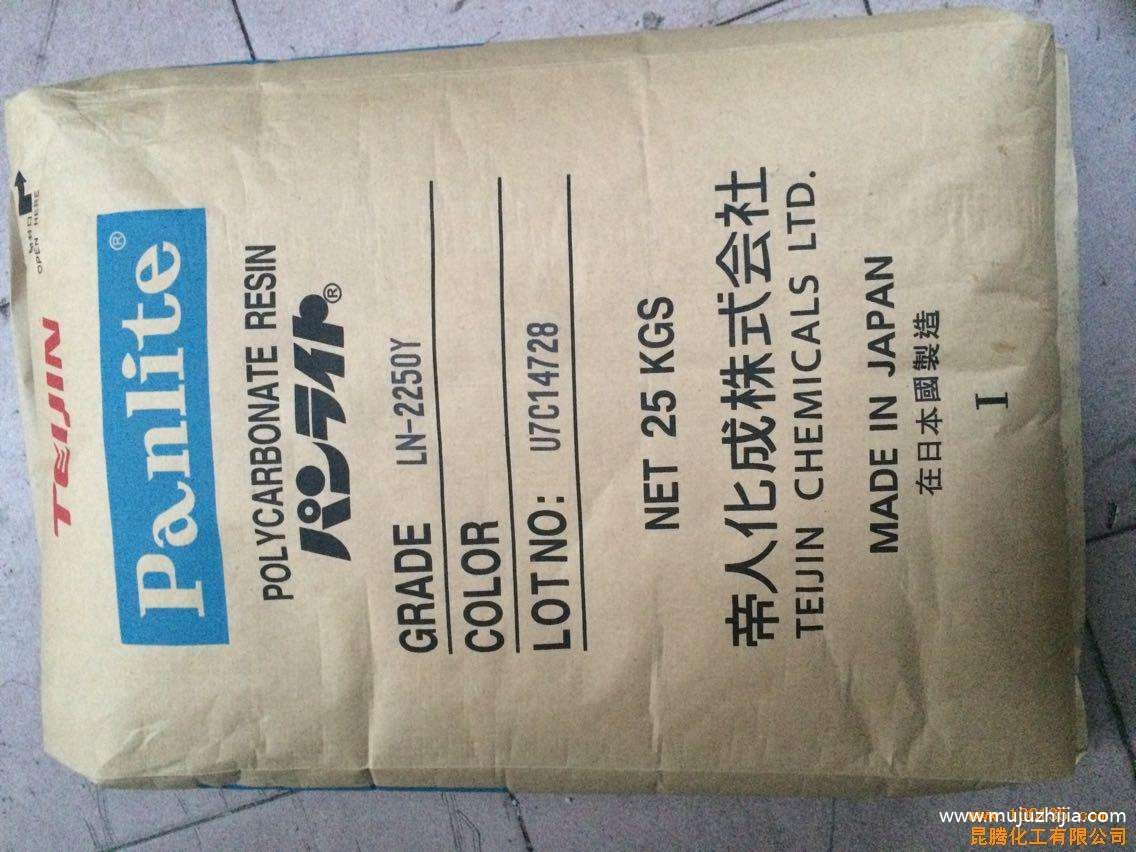 OPEN HERE
TEIJIN
Panlite®
POLYCARBONATE RESIN
パンライト®
GRADE LN-2250Y
COLOR
LOT NO: U7C14728
NET 25 KGS
帝人化成株式会社
TEIJIN CHEMICALS LTD.
MADE IN JAPAN
在日本國製造
I
www.mujuzhijia.com
昆腾化工有限公司